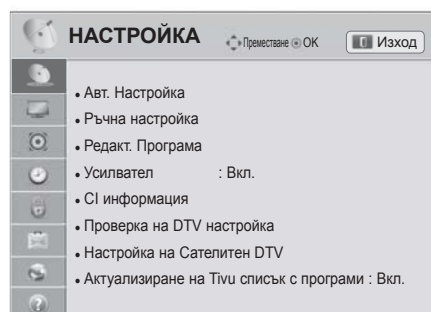 НАСТРОЙКА Преместване OK Изход
• Авт. Настройка
• Ръчна настройка
• Редакт. Програма
• Усилвател : Вкл.
• CI информация
• Проверка на DTV настройка
• Настройка на Сателитен DTV
• Актуализиране на Tivu списък с програми : Вкл.